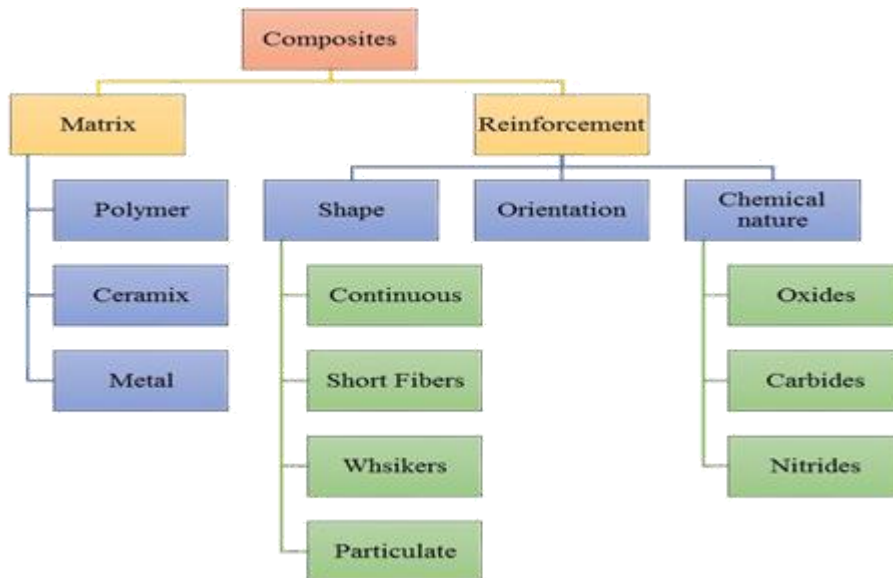 Composites
Matrix
Reinforcement
Polymer
Shape
Orientation
Chemical
nature
Ceramix
Continuous
Oxides
Metal
Short Fibers
Carbides
Whsikers
Nitrides
Particulate